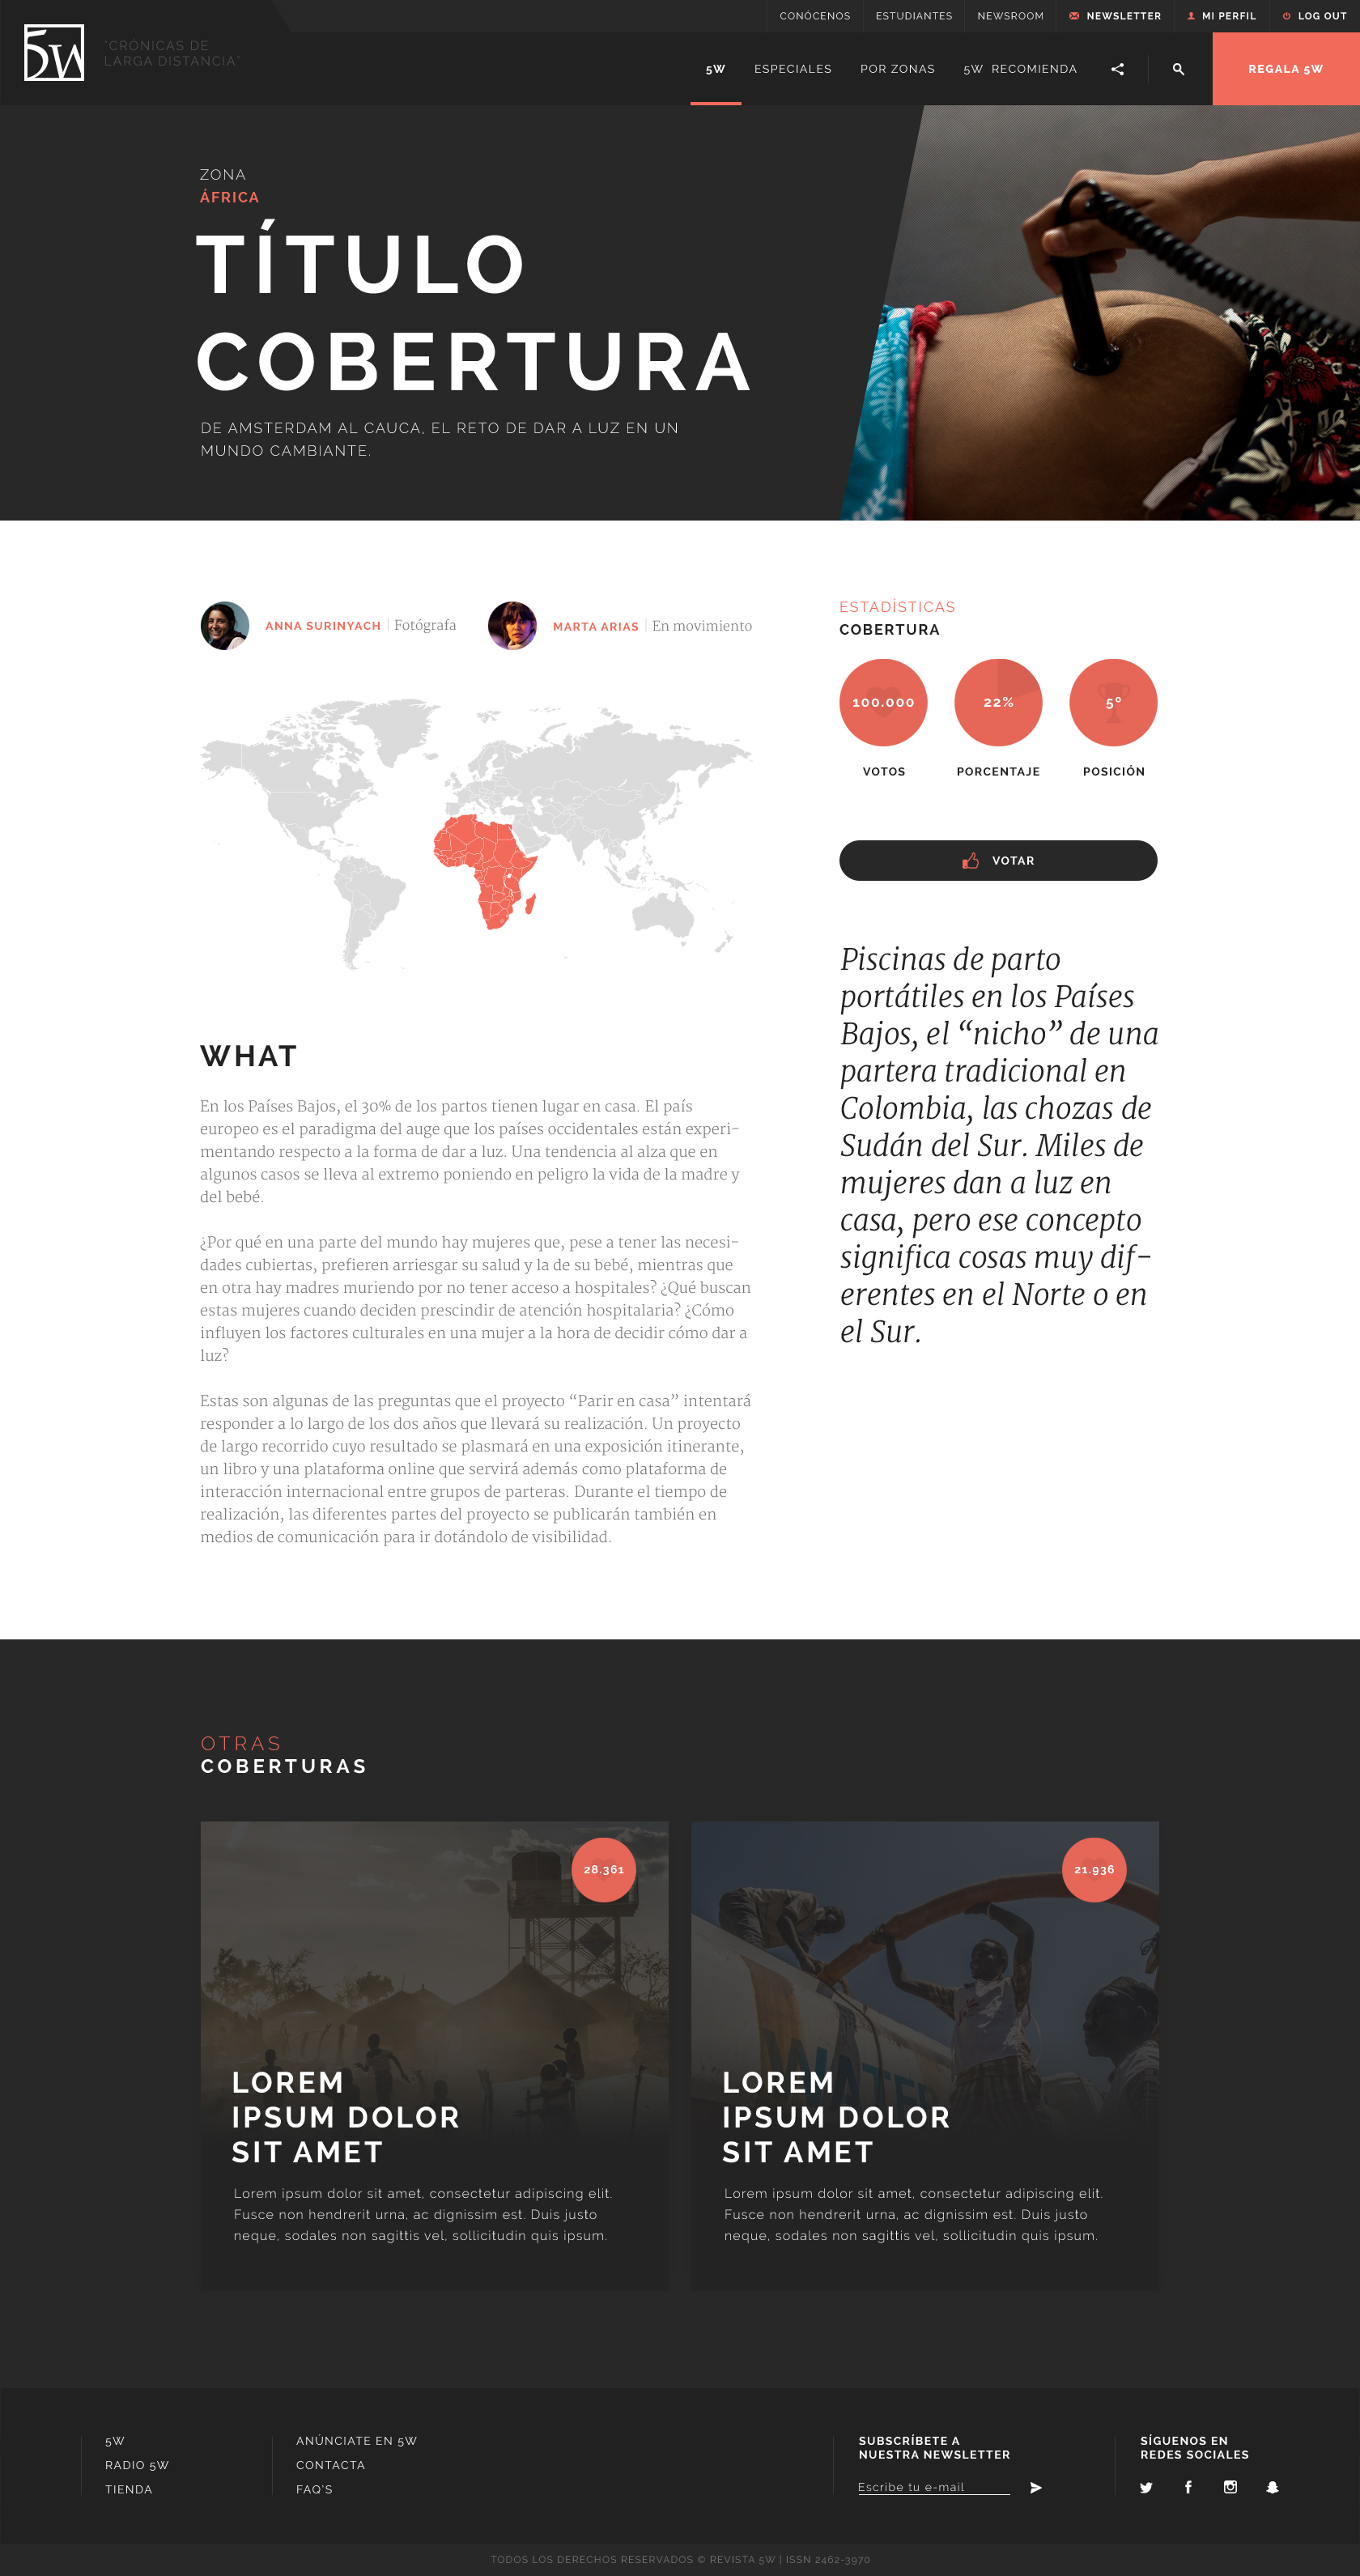 CONÓCENOS
ESTUDIANTES
NEWSROOM
NEWSLETTER
MI PERFIL
LOG OUT
5W
"CRÓNICAS DE
LARGA DISTANCIA"
5W
ESPECIALES
POR ZONAS
5W RECOMIENDA
REGALA 5W
ZONA
ÁFRICA
TÍTULO
COBERTURA
DE AMSTERDAM AL CAUCA, EL RETO DE DAR A LUZ EN UN
MUNDO CAMBIANTE.
ANNA SURINYACH | Fotógrafa
MARTA ARIAS | En movimiento
WHAT
En los Países Bajos, el 30% de los partos tienen lugar en casa. El país
europeo es el paradigma del auge que los países occidentales están experi-
mentando respecto a la forma de dar a luz. Una tendencia al alza que en
algunos casos se lleva al extremo poniendo en peligro la vida de la madre y
del bebé.
¿Por qué en una parte del mundo hay mujeres que, pese a tener las necesi-
dades cubiertas, prefieren arriesgar su salud y la de su bebé, mientras que
en otra hay madres muriendo por no tener acceso a hospitales? ¿Qué buscan
estas mujeres cuando deciden prescindir de atención hospitalaria? ¿Cómo
influyen los factores culturales en una mujer a la hora de decidir cómo dar a
luz?
Estas son algunas de las preguntas que el proyecto “Parir en casa” intentará
responder a lo largo de los dos años que llevará su realización. Un proyecto
de largo recorrido cuyo resultado se plasmará en una exposición itinerante,
un libro y una plataforma online que servirá además como plataforma de
interacción internacional entre grupos de parteras. Durante el tiempo de
realización, las diferentes partes del proyecto se publicarán también en
medios de comunicación para ir dotándolo de visibilidad.
ESTADÍSTICAS
COBERTURA
100.000
22%
5º
VOTOS
PORCENTAJE
POSICIÓN
VOTAR
Piscinas de parto
portátiles en los Países
Bajos, el “nicho” de una
partera tradicional en
Colombia, las chozas de
Sudán del Sur. Miles de
mujeres dan a luz en
casa, pero ese concepto
significa cosas muy dif-
erentes en el Norte o en
el Sur.
OTRAS
COBERTURAS
28.361
LOREM
IPSUM DOLOR
SIT AMET
Lorem ipsum dolor sit amet, consectetur adipiscing elit.
Fusce non hendrerit urna, ac dignissim est. Duis justo
neque, sodales non sagittis vel, sollicitudin quis ipsum.
21.936
WATER
LOREM
IPSUM DOLOR
SIT AMET
Lorem ipsum dolor sit amet, consectetur adipiscing elit.
Fusce non hendrerit urna, ac dignissim est. Duis justo
neque, sodales non sagittis vel, sollicitudin quis ipsum.
5W
RADIO 5W
TIENDA
ANÚNCIATE EN 5W
CONTACTA
FAQ'S
SUBSCRÍBETE A
NUESTRA NEWSLETTER
Escribe tu e-mail
SÍGUENOS EN
REDES SOCIALES
TODOS LOS DERECHOS RESERVADOS © REVISTA 5W | ISSN 2462-3970